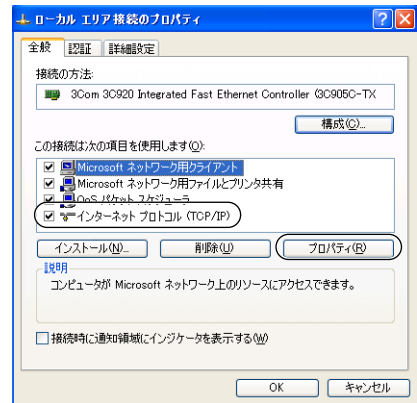 ローカル エリア接続のプロパティ
全般 認証 詳細設定
接続の方法:
3Com 3C920 Integrated Fast Ethernet Controller (3C905C-TX
構成(C)...
この接続は次の項目を使用します(O):
Microsoft ネットワーク用クライアント
Microsoft ネットワーク用ファイルとプリンタ共有
QoS パケット スケジューラ
インターネット プロトコル (TCP/IP)
インストール(N)... 削除(U) プロパティ(R)
説明
コンピュータが Microsoft ネットワーク上のリソースにアクセスできます。
接続時に通知領域にインジケータを表示する(W)
OK キャンセル